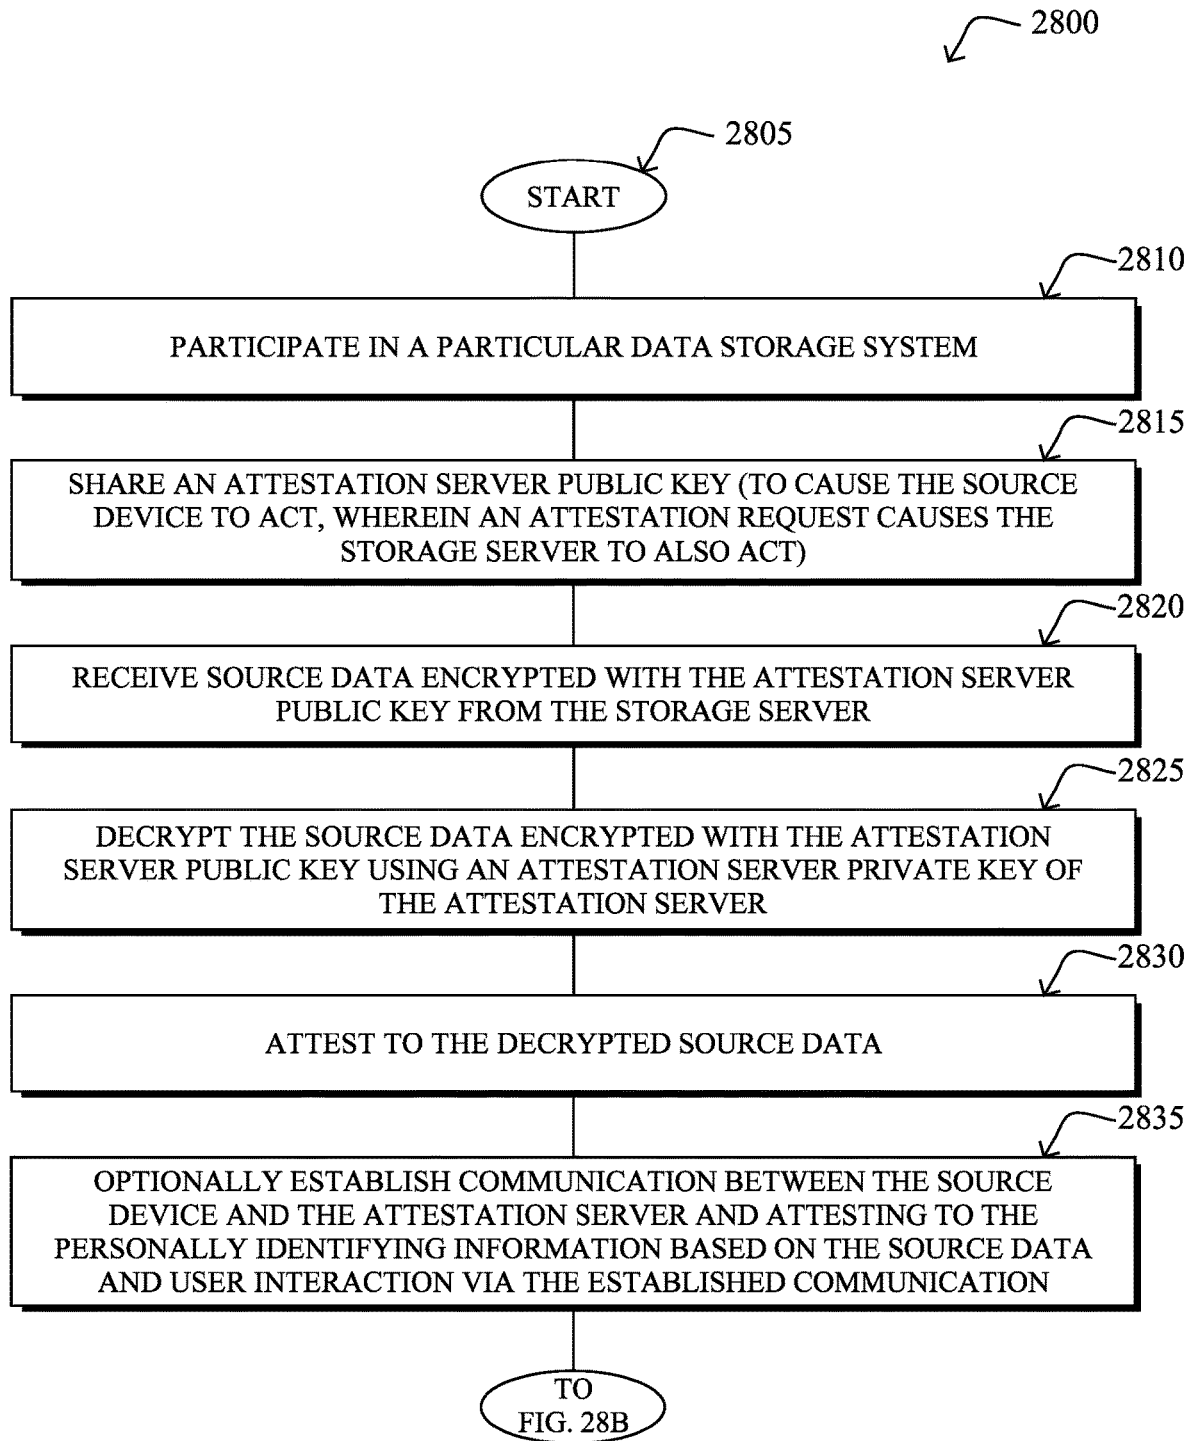 2800
2805
START
2810
PARTICIPATE IN A PARTICULAR DATA STORAGE SYSTEM
2815
SHARE AN ATTESTATION SERVER PUBLIC KEY (TO CAUSE THE SOURCE
DEVICE TO ACT, WHEREIN AN ATTESTATION REQUEST CAUSES THE
STORAGE SERVER TO ALSO ACT)
2820
RECEIVE SOURCE DATA ENCRYPTED WITH THE ATTESTATION SERVER
PUBLIC KEY FROM THE STORAGE SERVER
2825
DECRYPT THE SOURCE DATA ENCRYPTED WITH THE ATTESTATION
SERVER PUBLIC KEY USING AN ATTESTATION SERVER PRIVATE KEY OF
THE ATTESTATION SERVER
2830
ATTEST TO THE DECRYPTED SOURCE DATA
2835
OPTIONALLY ESTABLISH COMMUNICATION BETWEEN THE SOURCE
DEVICE AND THE ATTESTATION SERVER AND ATTESTING TO THE
PERSONALLY IDENTIFYING INFORMATION BASED ON THE SOURCE DATA
AND USER INTERACTION VIA THE ESTABLISHED COMMUNICATION
TO
FIG. 28B